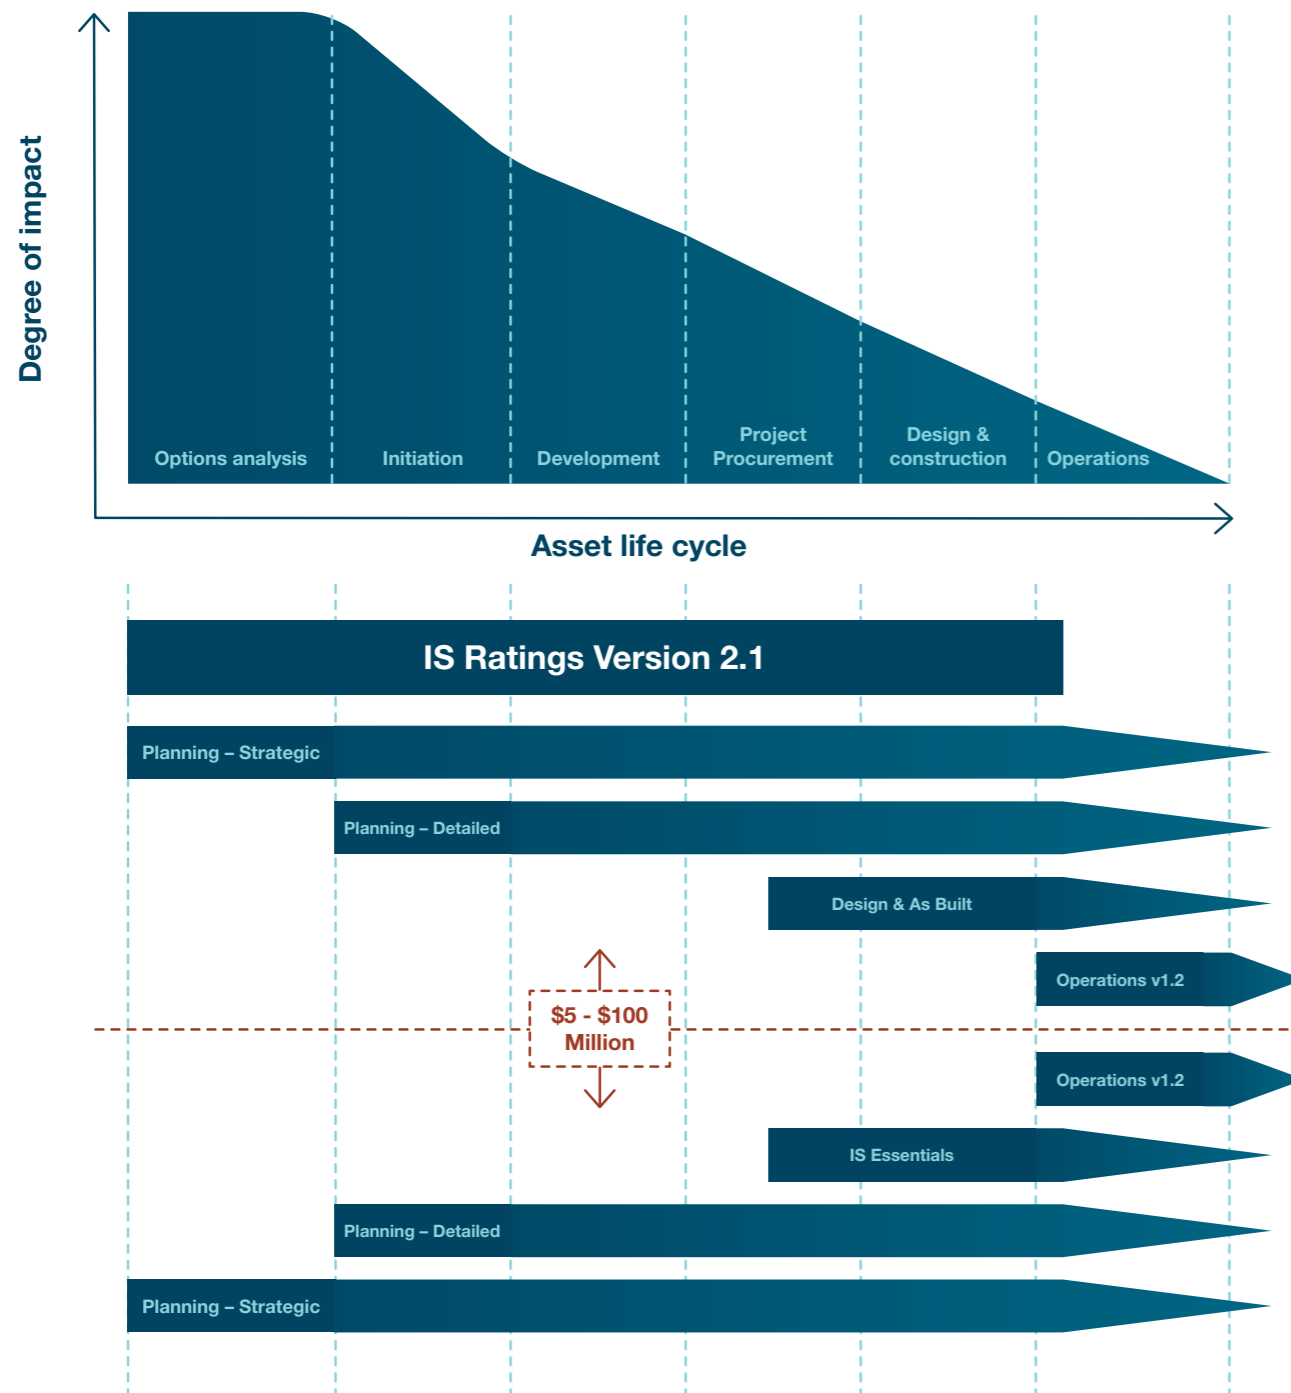 Degree of impact
Options analysis
Initiation
Development
Project
Procurement
Design &
construction
Operations
Asset life cycle
IS Ratings Version 2.1
Planning – Strategic
Planning – Detailed
Design & As Built
Operations v1.2
$5 - $100
Million
Operations v1.2
IS Essentials
Planning – Detailed
Planning – Strategic